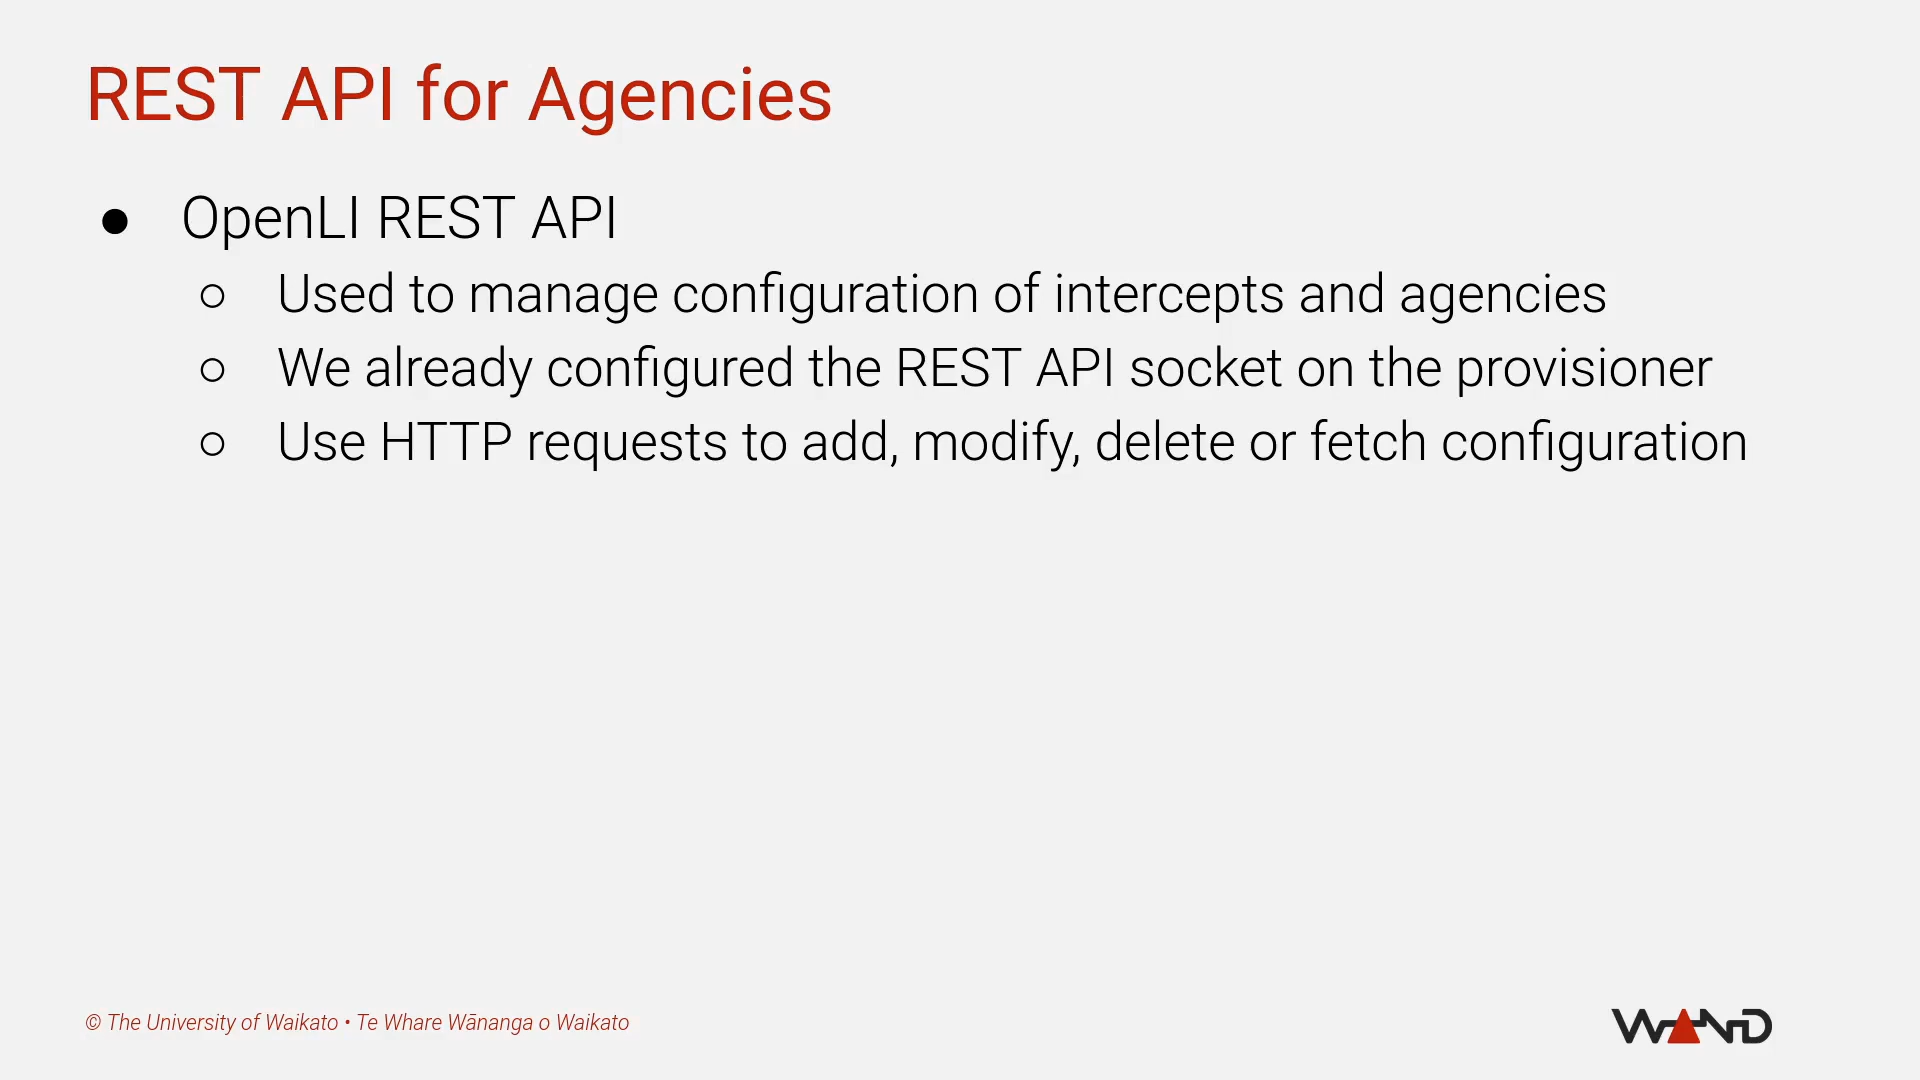 REST API for Agencies
● OpenLI REST API
○ Used to manage configuration of intercepts and agencies
○ We already configured the REST API socket on the provisioner
○ Use HTTP requests to add, modify, delete or fetch configuration
© The University of Waikato • Te Whare Wānanga o Waikato
WAND